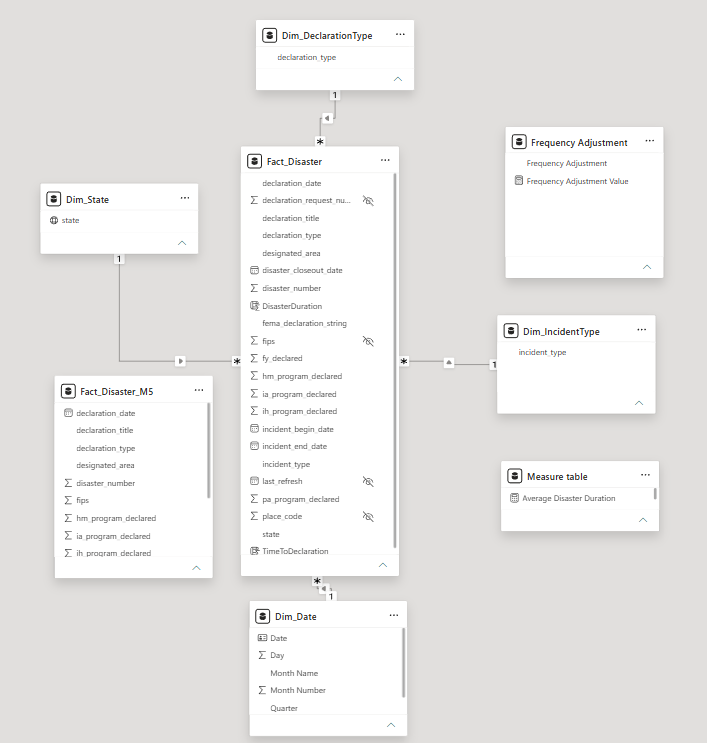 Dim_DeclarationType
declaration_type
1
*
Fact_Disaster
declaration_date
declaration_request_nu...
declaration_title
declaration_type
designated_area
disaster_closeout_date
disaster_number
DisasterDuration
fema_declaration_string
fips
fy_declared
hm_program_declared
ia_program_declared
ih_program_declared
incident_begin_date
incident_end_date
incident_type
last_refresh
pa_program_declared
place_code
state
TimeToDeclaration
Frequency Adjustment
Frequency Adjustment
Frequency Adjustment Value
Dim_State
state
1
*
Dim_IncidentType
incident_type
*
1
Fact_Disaster_M5
declaration_date
declaration_title
declaration_type
designated_area
disaster_number
fips
hm_program_declared
ia_program_declared
ih_program_declared
Measure table
Average Disaster Duration
*
1
Dim_Date
Date
Day
Month Name
Month Number
Quarter